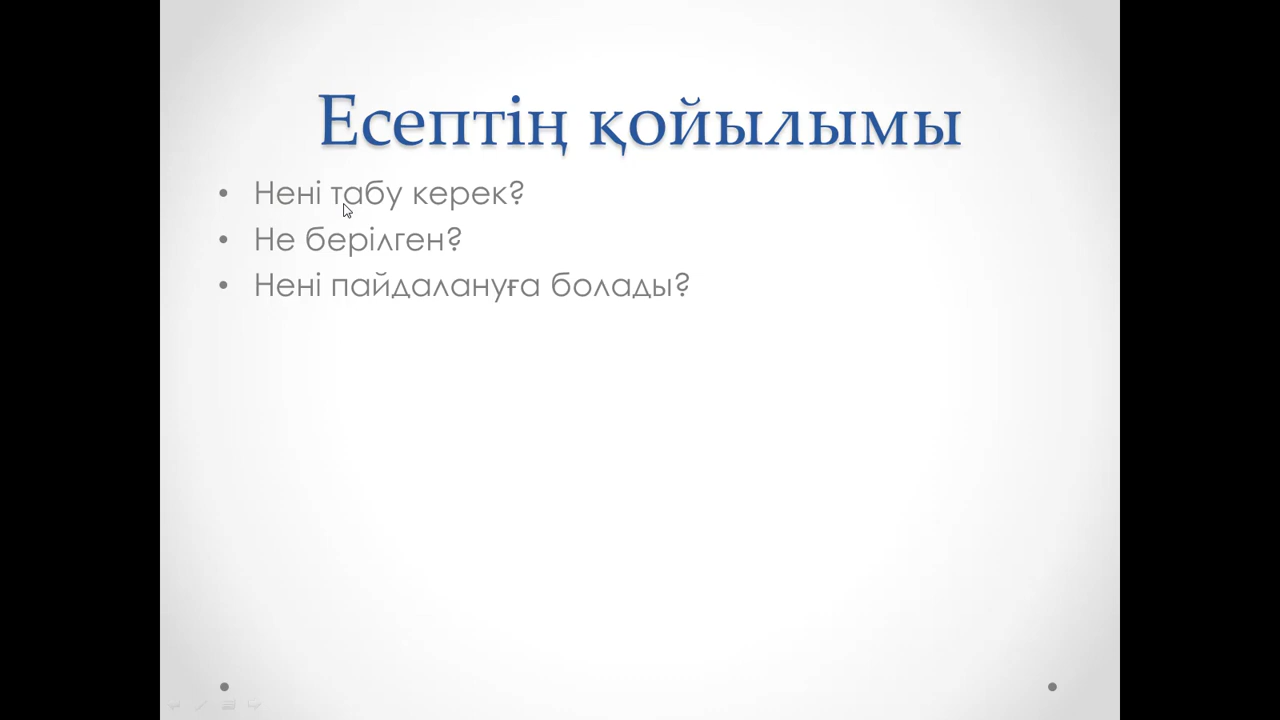 Есептің қойылымы
• Нені табу керек?
• Не берілген?
• Нені пайдалануға болады?